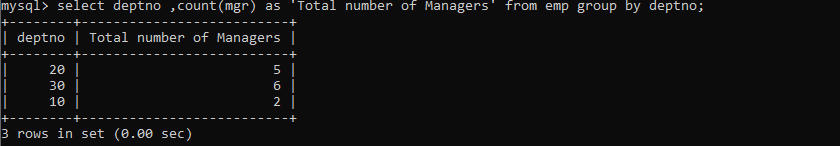 mysql> select deptno ,count(mgr) as 'Total number of Managers' from emp group by deptno;
+--------+--------------------------+
| deptno | Total number of Managers |
+--------+--------------------------+
|     20 |                        5 |
|     30 |                        6 |
|     10 |                        2 |
+--------+--------------------------+
3 rows in set (0.00 sec)